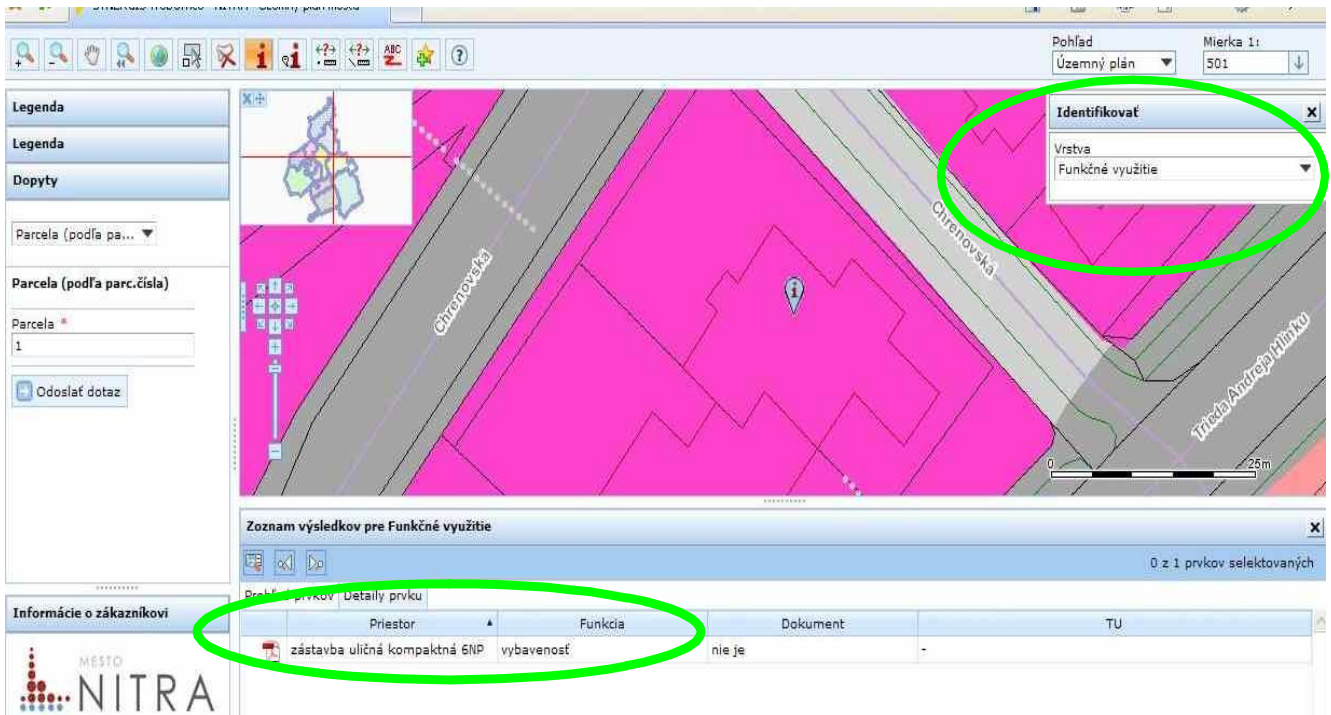 Pohľad
Mierka 1:
Územný plán
501
Legenda
Legenda
Dopyty
Parcela (podľa pa...
Parcela (podľa parc.čísla)
Parcela *
1
Odoslať dotaz
Informácie o zákazníkovi
MESTO
NITRA
Identifikovať
Vrstva
Funkčné využitie
Chrenovská
Chrenovská
Trieda Andreja Hlinku
0
25m
Zoznam výsledkov pre Funkčné využitie
0 z 1 prvkov selektovaných
prvkov
Detaily prvku
Priestor
Funkcia
Dokument
TU
zástavba uličná kompaktná 6NP
vybavenosť
nie je
-